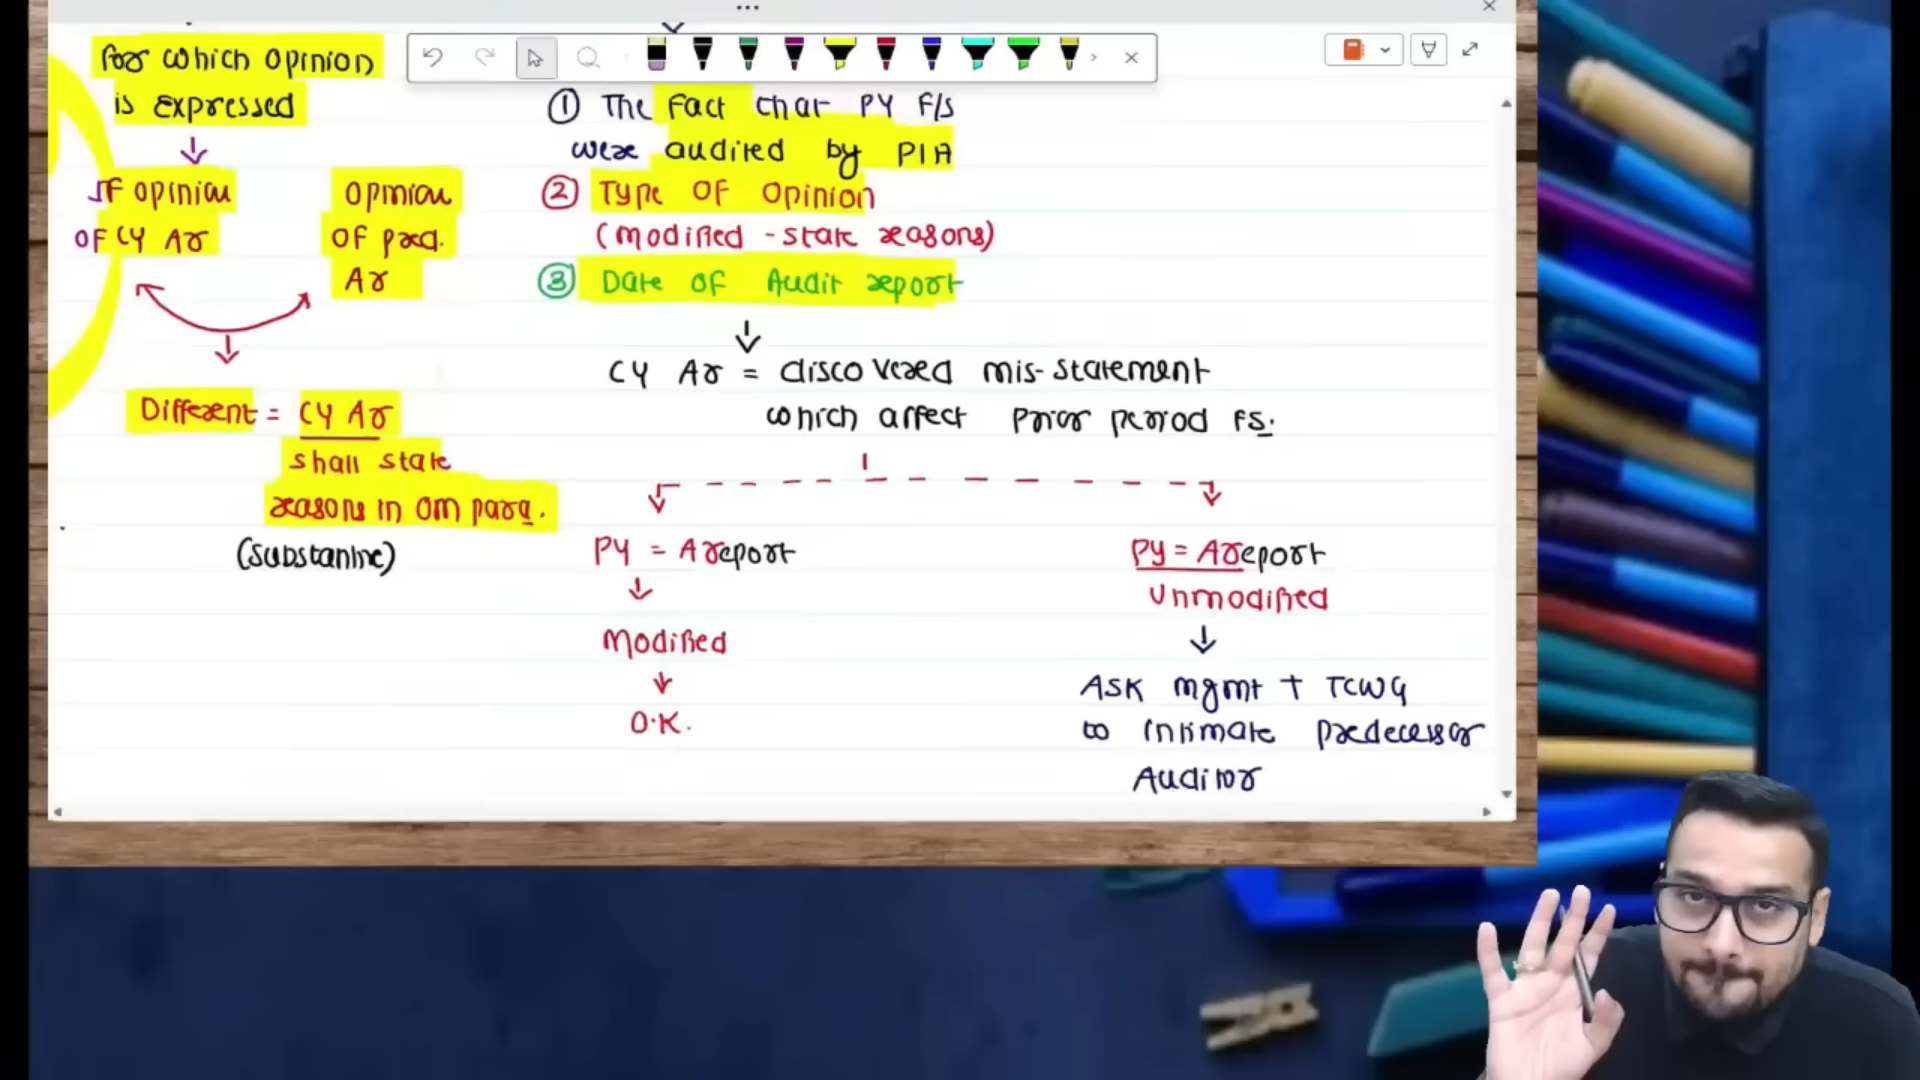 for which opinion
is expressed
If opinion
OF CY Ar
opinion
OF pred.
Ar
Different = CY Ar
shall state
reasons in om para.
(substanine)
① The Fact that PY F/s
were audited by PIA
② Type OF opinion
(modified - state reasons)
③ Date OF Audit report
CY Ar = discovered mis-statement
which affect prior period FS.
PY = Areport
Modified
O.K.
PY = Areport
unmodified
ASK mgmt + TCWG
to intimate predecessor
Auditor